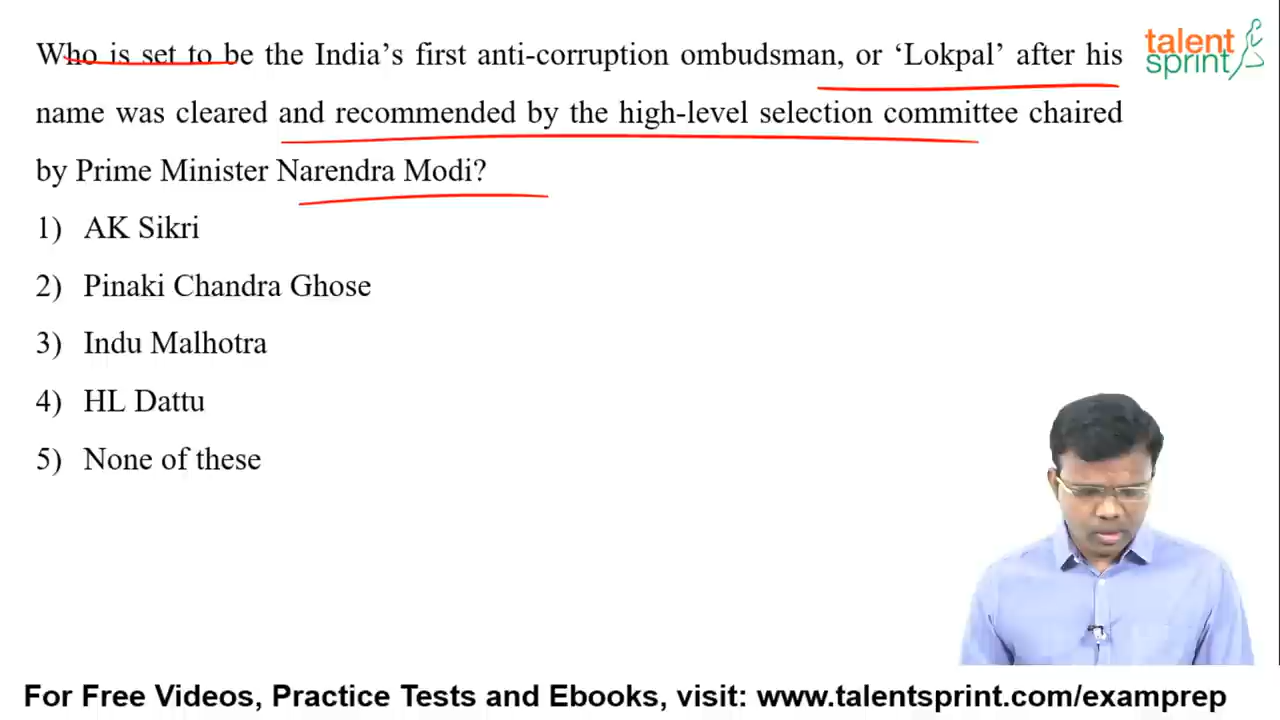 Who is set to be the India’s first anti-corruption ombudsman, or ‘Lokpal’ after his
name was cleared and recommended by the high-level selection committee chaired
by Prime Minister Narendra Modi?
1) AK Sikri
2) Pinaki Chandra Ghose
3) Indu Malhotra
4) HL Dattu
5) None of these
talent
sprint
For Free Videos, Practice Tests and Ebooks, visit: www.talentsprint.com/examprep